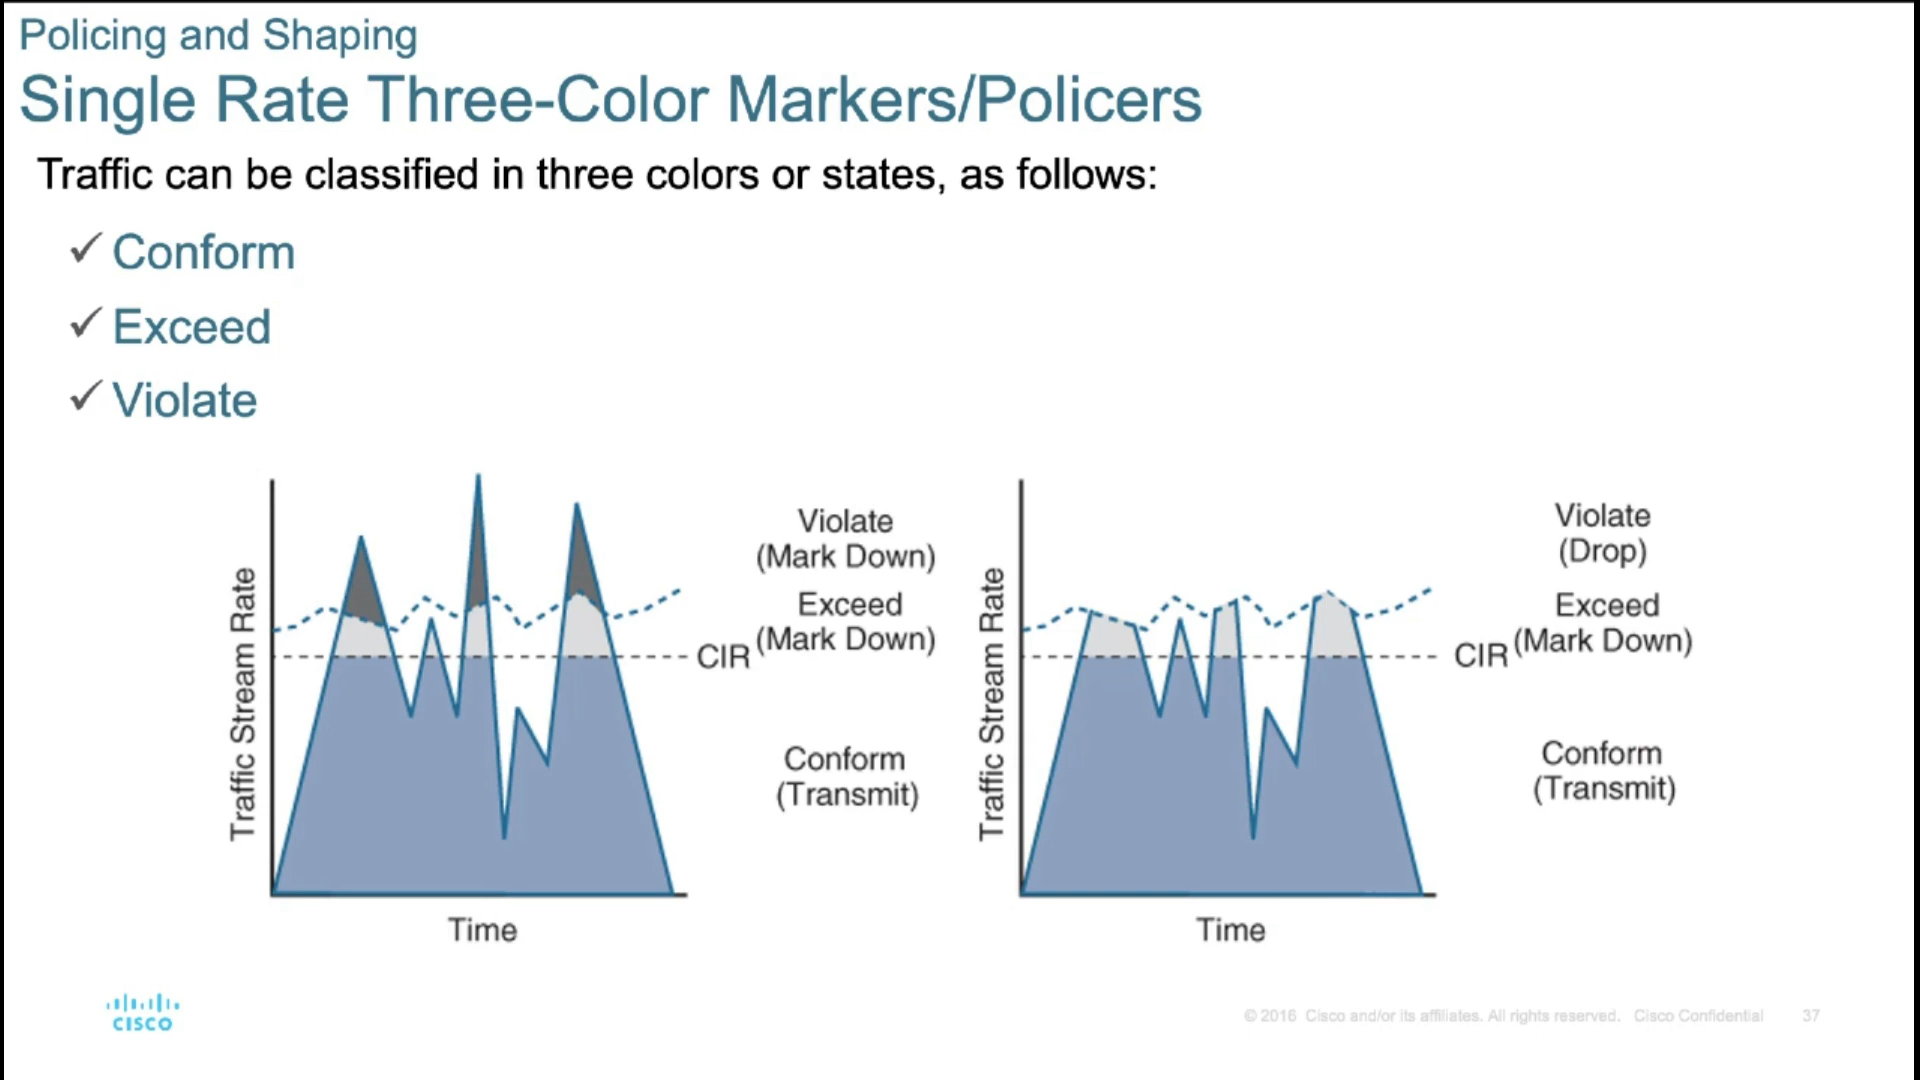 Policing and Shaping
Single Rate Three-Color Markers/Policers
Traffic can be classified in three colors or states, as follows:
✓ Conform
✓ Exceed
✓ Violate
Traffic Stream Rate
Violate
(Mark Down)
Exceed
(Mark Down)
CIR
Conform
(Transmit)
Time
Traffic Stream Rate
Violate
(Drop)
Exceed
(Mark Down)
CIR
Conform
(Transmit)
Time
CISCO
© 2016 Cisco and/or its affiliates. All rights reserved. Cisco Confidential 37